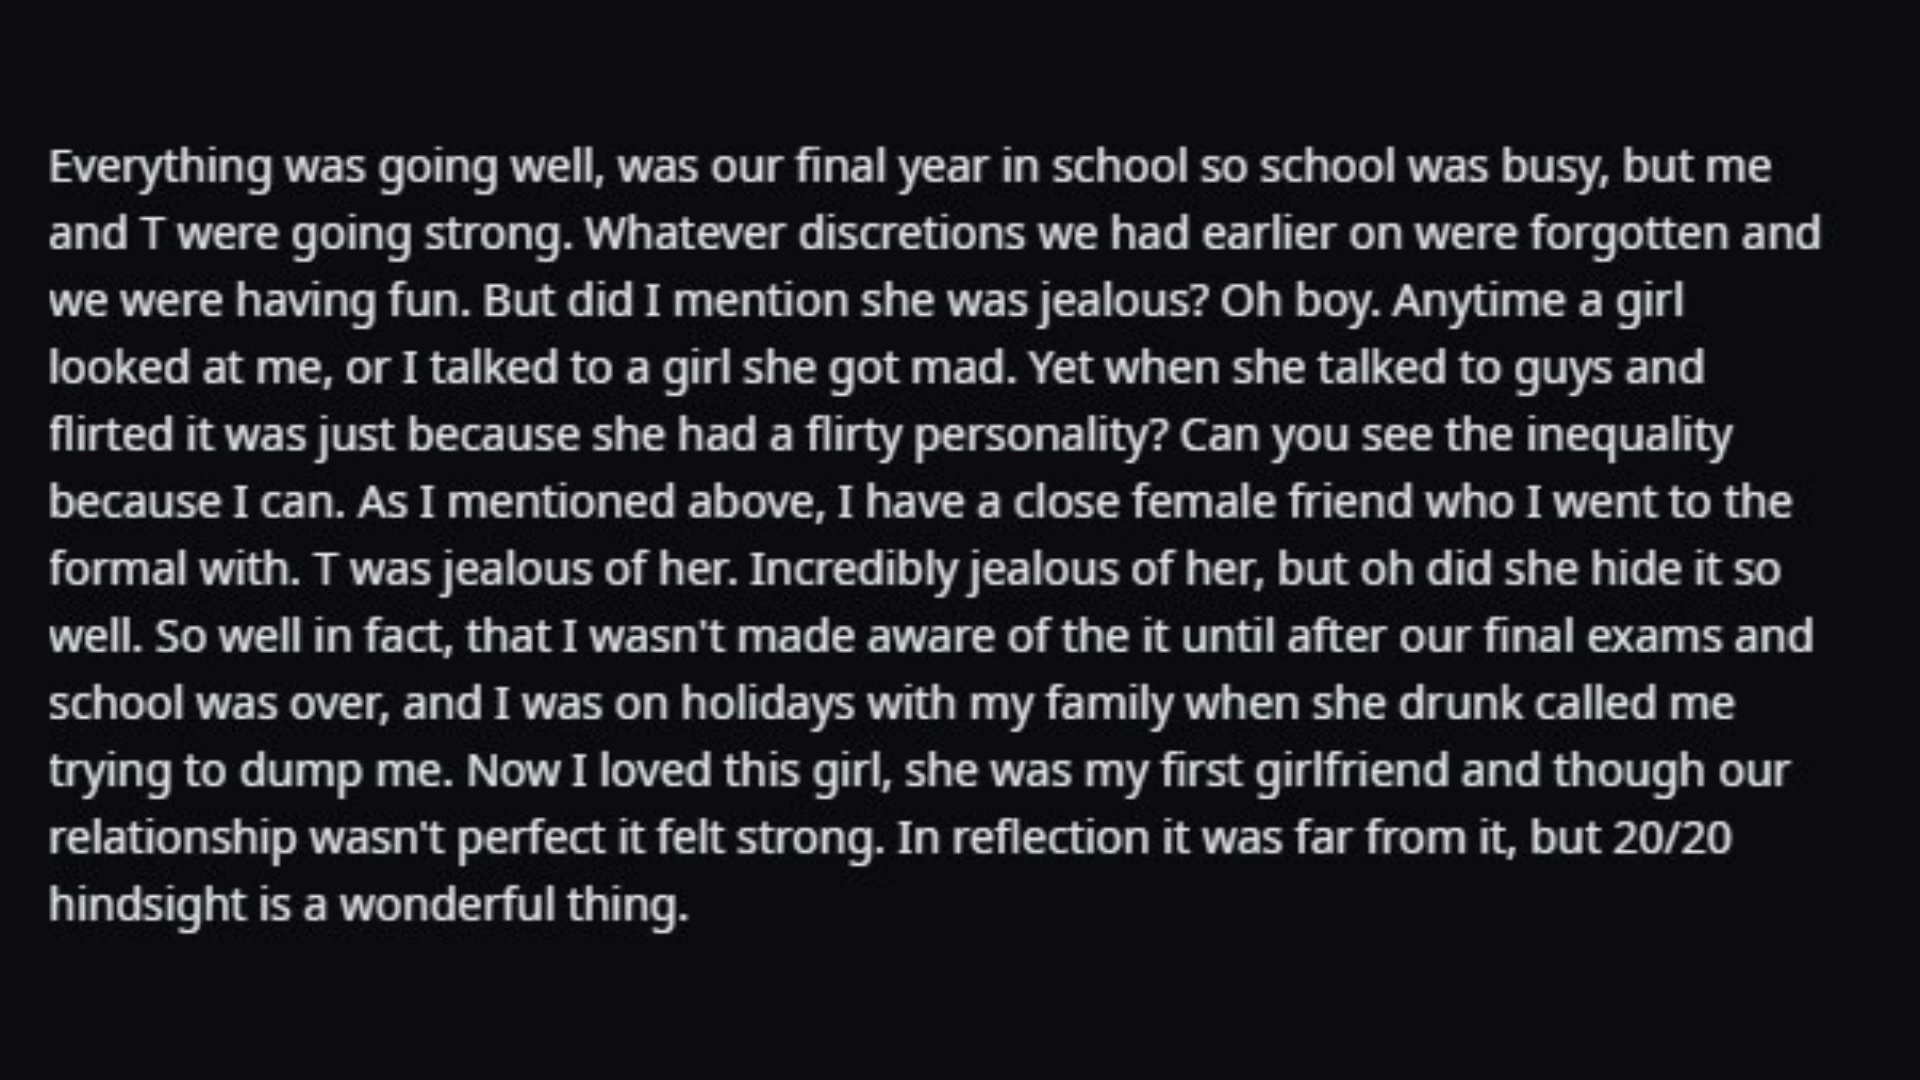 Everything was going well, was our final year in school so school was busy, but me
and T were going strong. Whatever discretions we had earlier on were forgotten and
we were having fun. But did I mention she was jealous? Oh boy. Anytime a girl
looked at me, or I talked to a girl she got mad. Yet when she talked to guys and
flirted it was just because she had a flirty personality? Can you see the inequality
because I can. As I mentioned above, I have a close female friend who I went to the
formal with. T was jealous of her. Incredibly jealous of her, but oh did she hide it so
well. So well in fact, that I wasn't made aware of the it until after our final exams and
school was over, and I was on holidays with my family when she drunk called me
trying to dump me. Now I loved this girl, she was my first girlfriend and though our
relationship wasn't perfect it felt strong. In reflection it was far from it, but 20/20
hindsight is a wonderful thing.